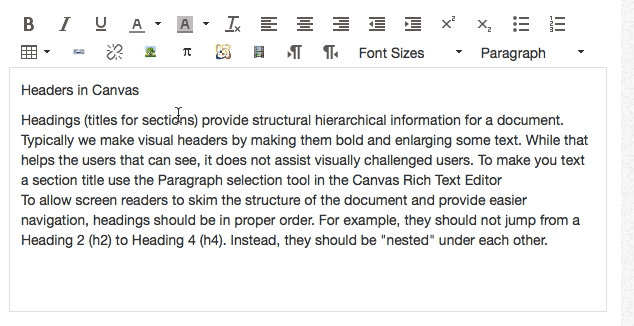 B I U A A Tx x² x₂
π ¶ ¶ Font Sizes Paragraph
Headers in Canvas
Headings (titles for sections) provide structural hierarchical information for a document.
Typically we make visual headers by making them bold and enlarging some text. While that
helps the users that can see, it does not assist visually challenged users. To make you text
a section title use the Paragraph selection tool in the Canvas Rich Text Editor
To allow screen readers to skim the structure of the document and provide easier
navigation, headings should be in proper order. For example, they should not jump from a
Heading 2 (h2) to Heading 4 (h4). Instead, they should be "nested" under each other.